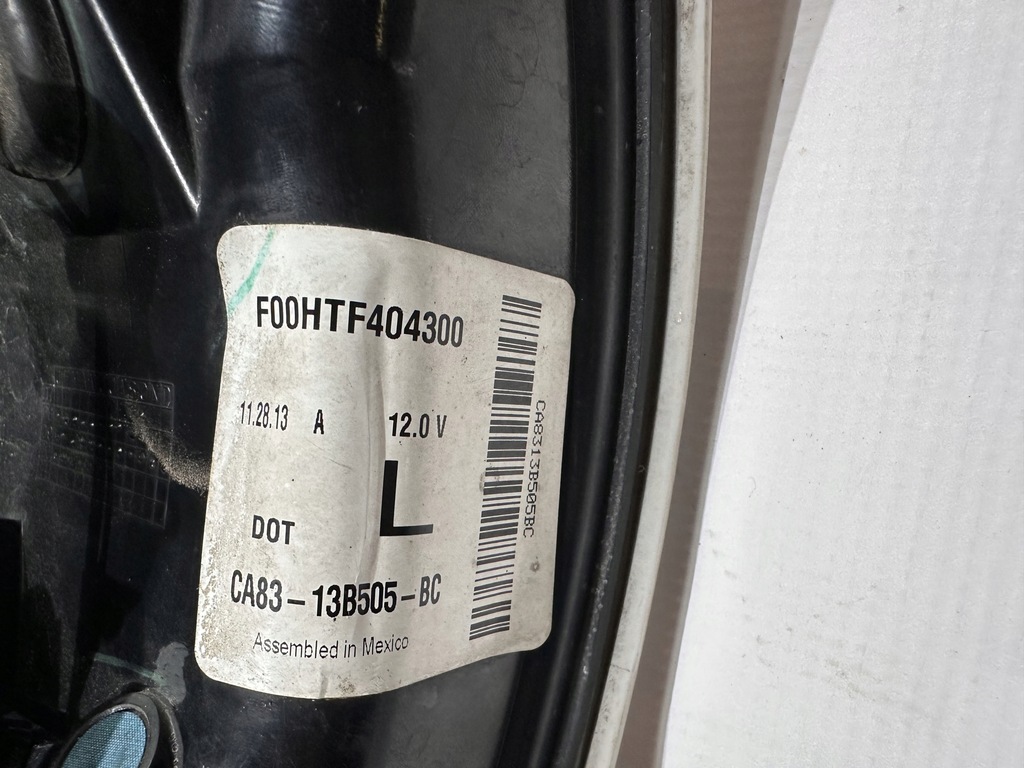 F00HTF404300
11.28.13 A 12.0 V
L
DOT
CA83-13B505-BC
Assembled in Mexico
CA8313B505BC